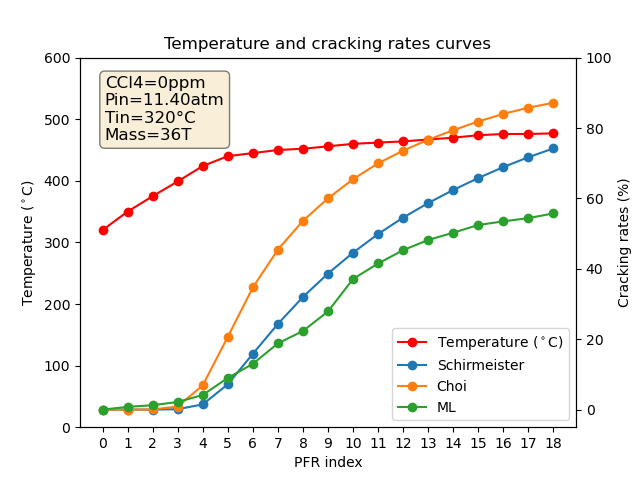 Temperature and cracking rates curves
CCl4=0ppm
Pin=11.40atm
Tin=320°C
Mass=36T
Temperature (°C)
600
500
400
300
200
100
0
Cracking rates (%)
100
80
60
40
20
0
Temperature (°C)
Schirmeister
Choi
ML
0 1 2 3 4 5 6 7 8 9 10 11 12 13 14 15 16 17 18
PFR index